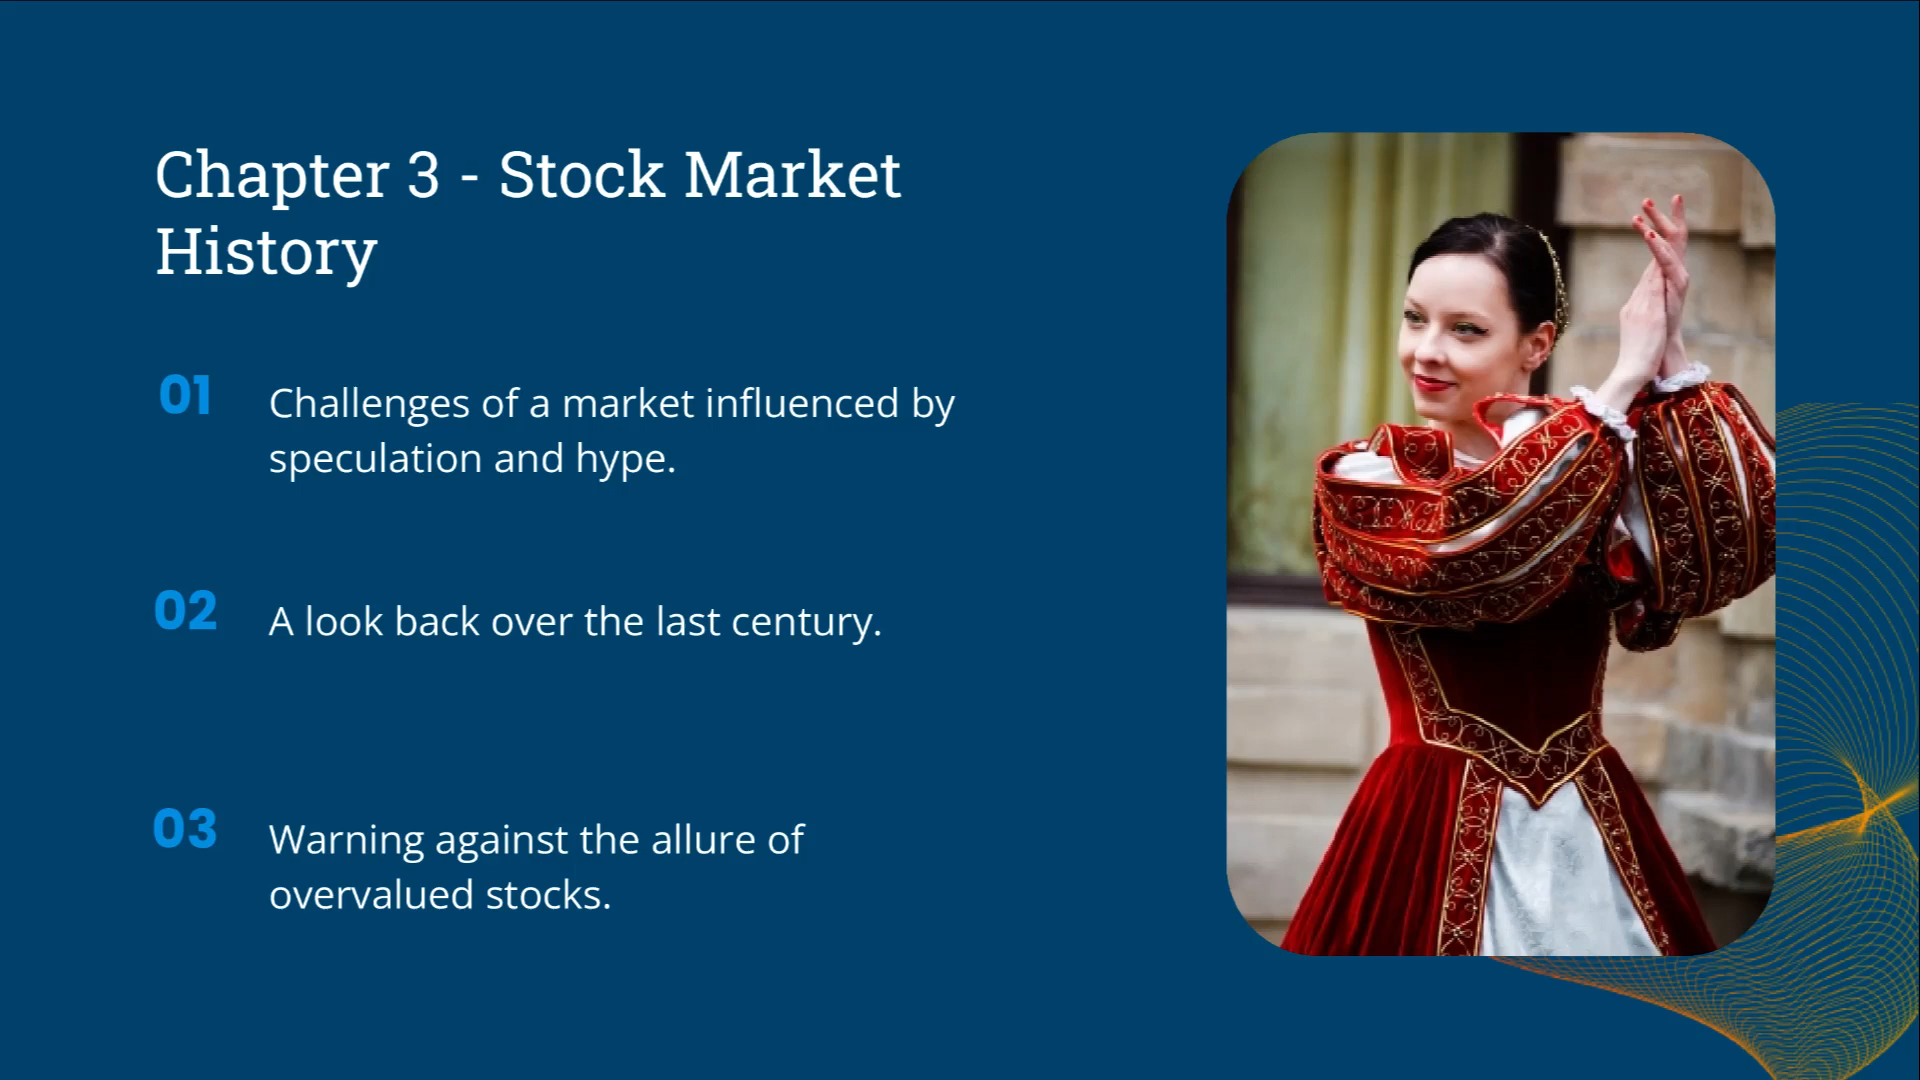 Chapter 3 - Stock Market
History
01
Challenges of a market influenced by
speculation and hype.
02
A look back over the last century.
03
Warning against the allure of
overvalued stocks.